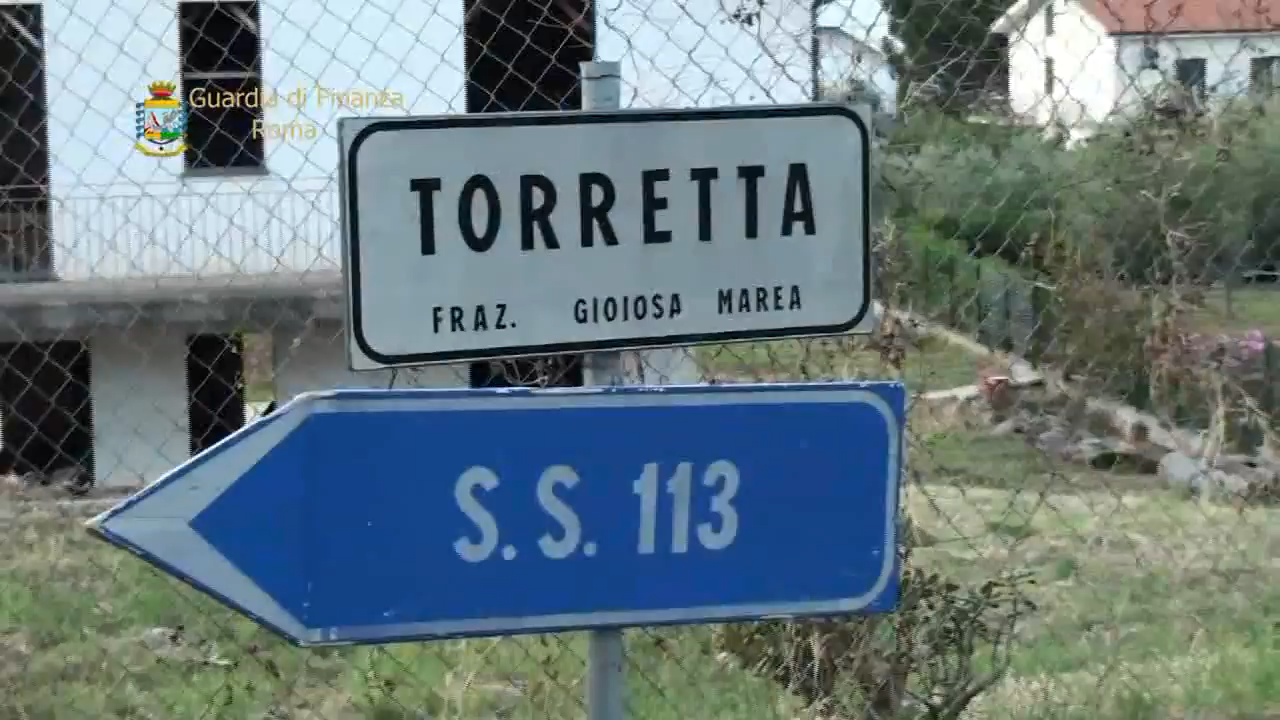 Guardia di Finanza
Roma
TORRETTA
FRAZ. GIOIOSA MAREA
S. S. 113